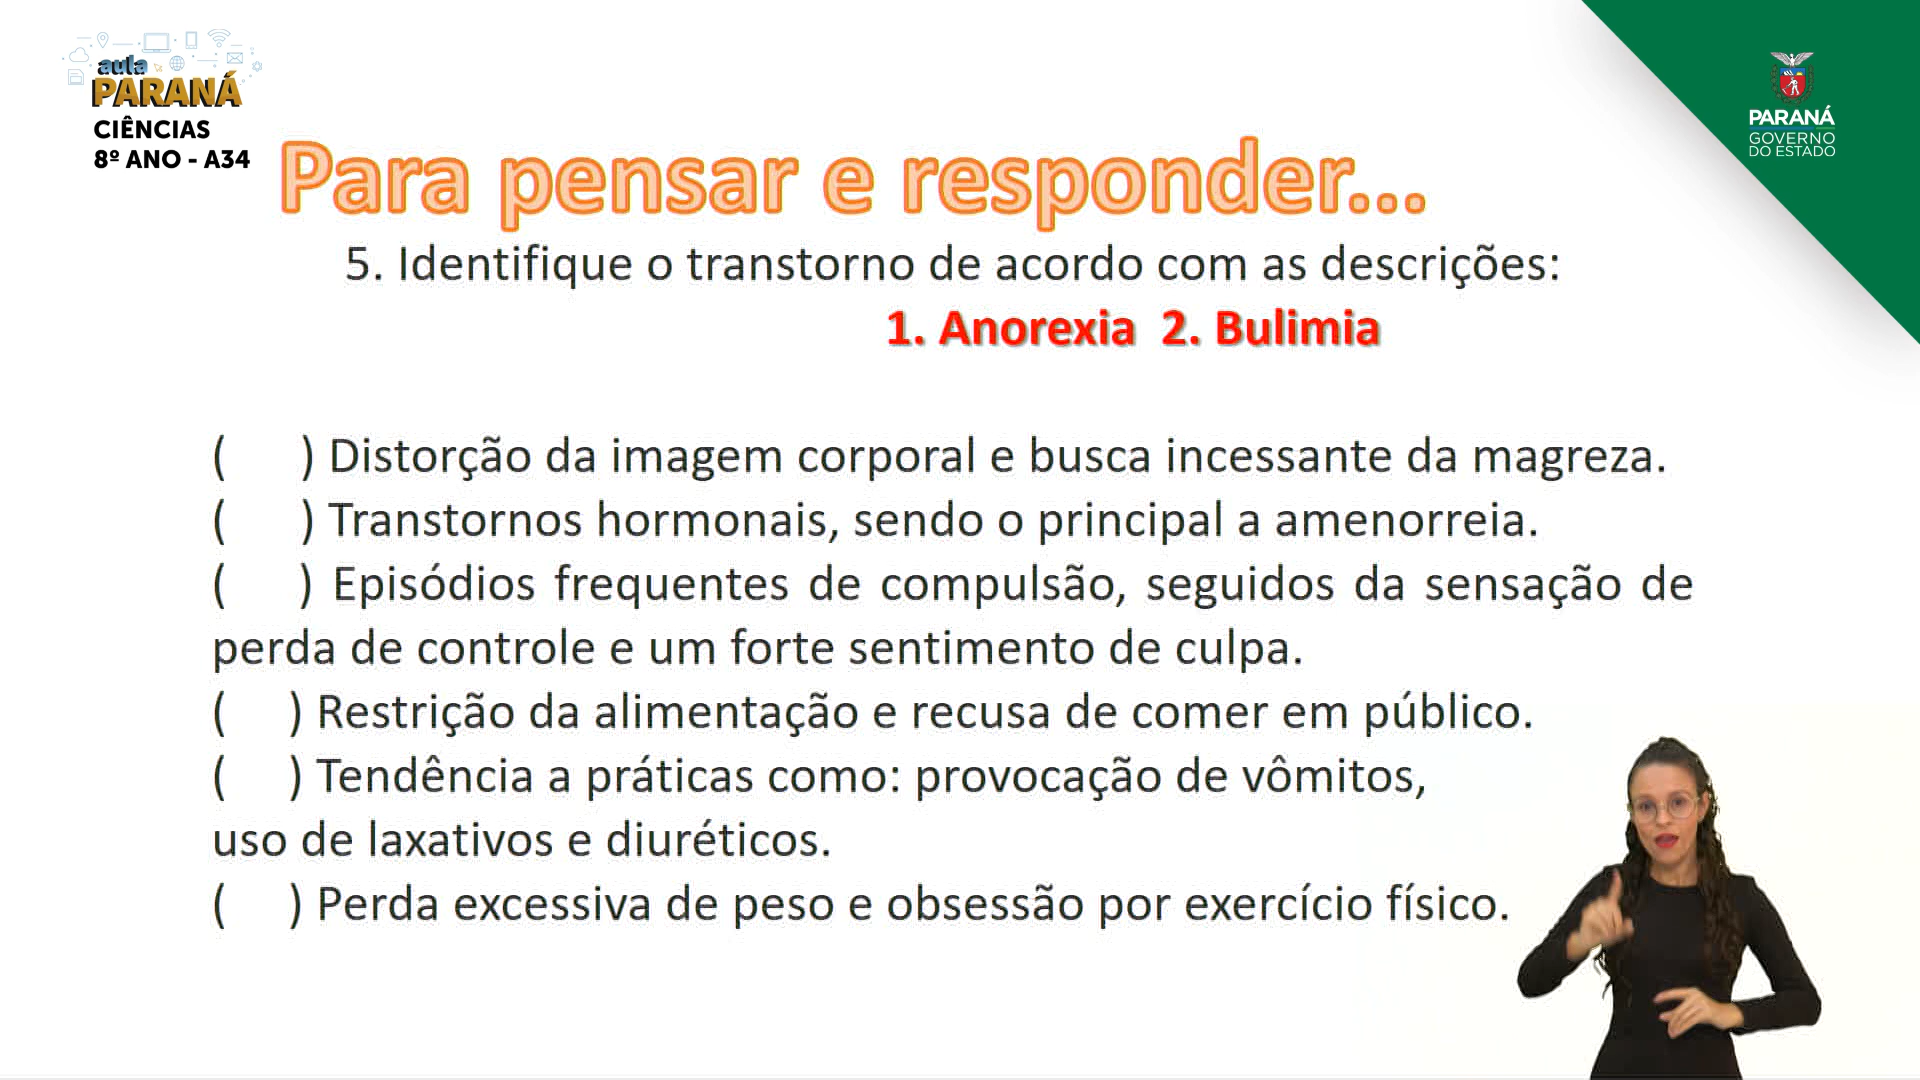 aula
PARANÁ
CIÊNCIAS
8º ANO - A34
PARANÁ
GOVERNO
DO ESTADO
Para pensar e responder...
5. Identifique o transtorno de acordo com as descrições:
1. Anorexia 2. Bulimia
( ) Distorção da imagem corporal e busca incessante da magreza.
( ) Transtornos hormonais, sendo o principal a amenorreia.
( ) Episódios frequentes de compulsão, seguidos da sensação de
perda de controle e um forte sentimento de culpa.
( ) Restrição da alimentação e recusa de comer em público.
( ) Tendência a práticas como: provocação de vômitos,
uso de laxativos e diuréticos.
( ) Perda excessiva de peso e obsessão por exercício físico.